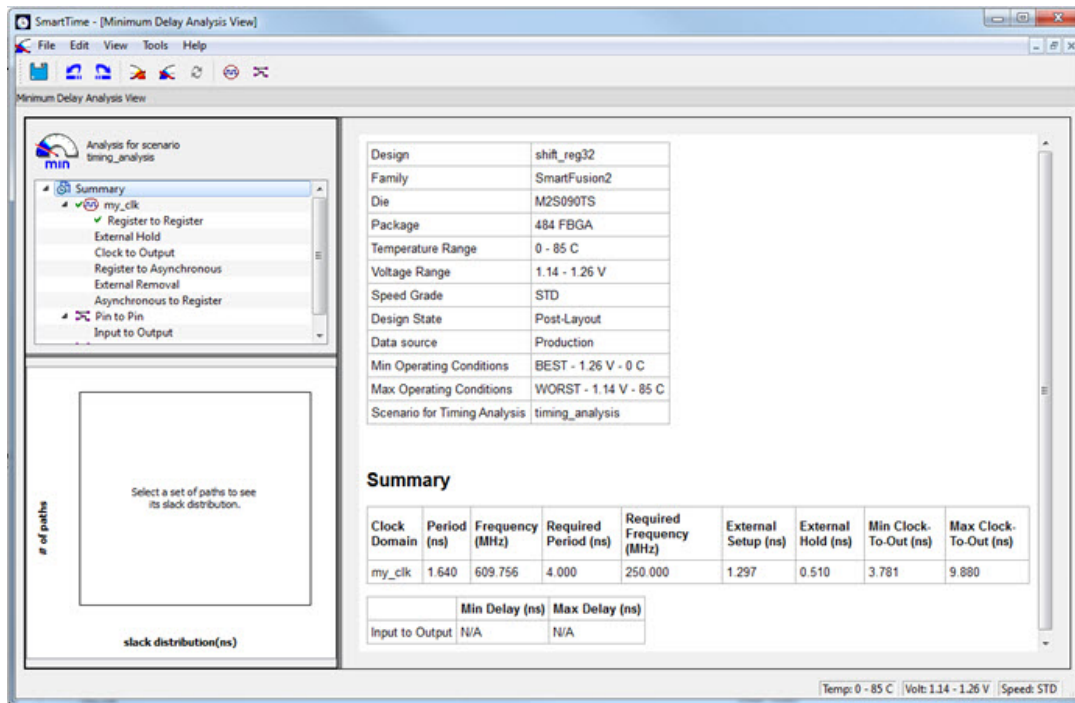 SmartTime - [Minimum Delay Analysis View]
File Edit View Tools Help
Minimum Delay Analysis View
Analysis for scenario
timing_analysis
min
Summary
my_clk
Register to Register
External Hold
Clock to Output
Register to Asynchronous
External Removal
Asynchronous to Register
Pin to Pin
Input to Output
Select a set of paths to see
its slack distribution.
# of paths
slack distribution(ns)
Design shift_reg32
Family SmartFusion2
Die M2S090TS
Package 484 FBGA
Temperature Range 0 - 85 C
Voltage Range 1.14 - 1.26 V
Speed Grade STD
Design State Post-Layout
Data source Production
Min Operating Conditions BEST - 1.26 V - 0 C
Max Operating Conditions WORST - 1.14 V - 85 C
Scenario for Timing Analysis timing_analysis
Summary
Clock Domain Period (ns) Frequency (MHz) Required Period (ns) Required Frequency (MHz) External Setup (ns) External Hold (ns) Min Clock-To-Out (ns) Max Clock-To-Out (ns)
my_clk 1.640 609.756 4.000 250.000 1.297 0.510 3.781 9.880
Min Delay (ns) Max Delay (ns)
Input to Output N/A N/A
Temp: 0 - 85 C Volt: 1.14 - 1.26 V Speed: STD